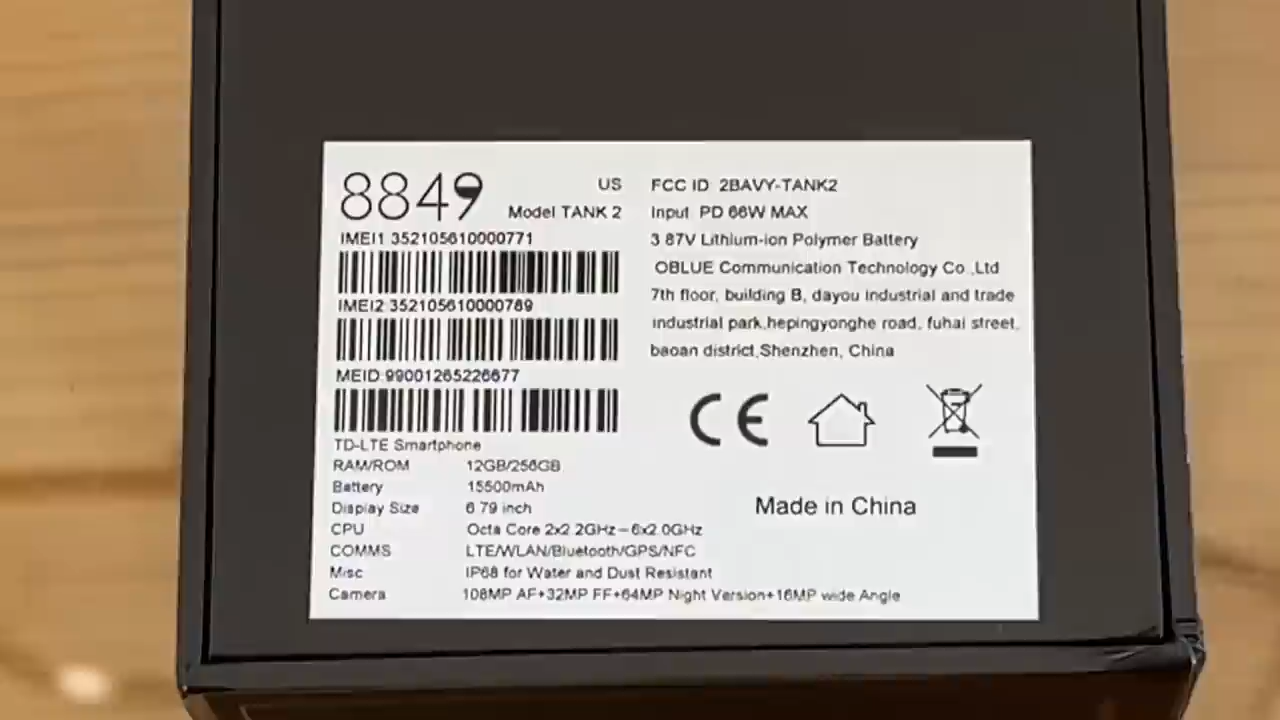 8849
US
Model TANK 2
IMEI1 352105610000771
IMEI2 352105610000789
MEID 99001265226677
TD-LTE Smartphone
RAM/ROM 12GB/256GB
Battery 15500mAh
Display Size 6.79 inch
CPU Octa Core 2x2.2GHz–6x2.0GHz
COMMS LTE/WLAN/Bluetooth/GPS/NFC
Misc IP68 for Water and Dust Resistant
Camera 108MP AF+32MP FF+64MP Night Version+16MP wide Angle
FCC ID 2BAVY-TANK2
Input PD 66W MAX
3.87V Lithium-ion Polymer Battery
OBLUE Communication Technology Co.,Ltd
7th floor, building B, dayou industrial and trade
industrial park,hepingyonghe road, fuhai street,
baoan district,Shenzhen, China
CE
Made in China